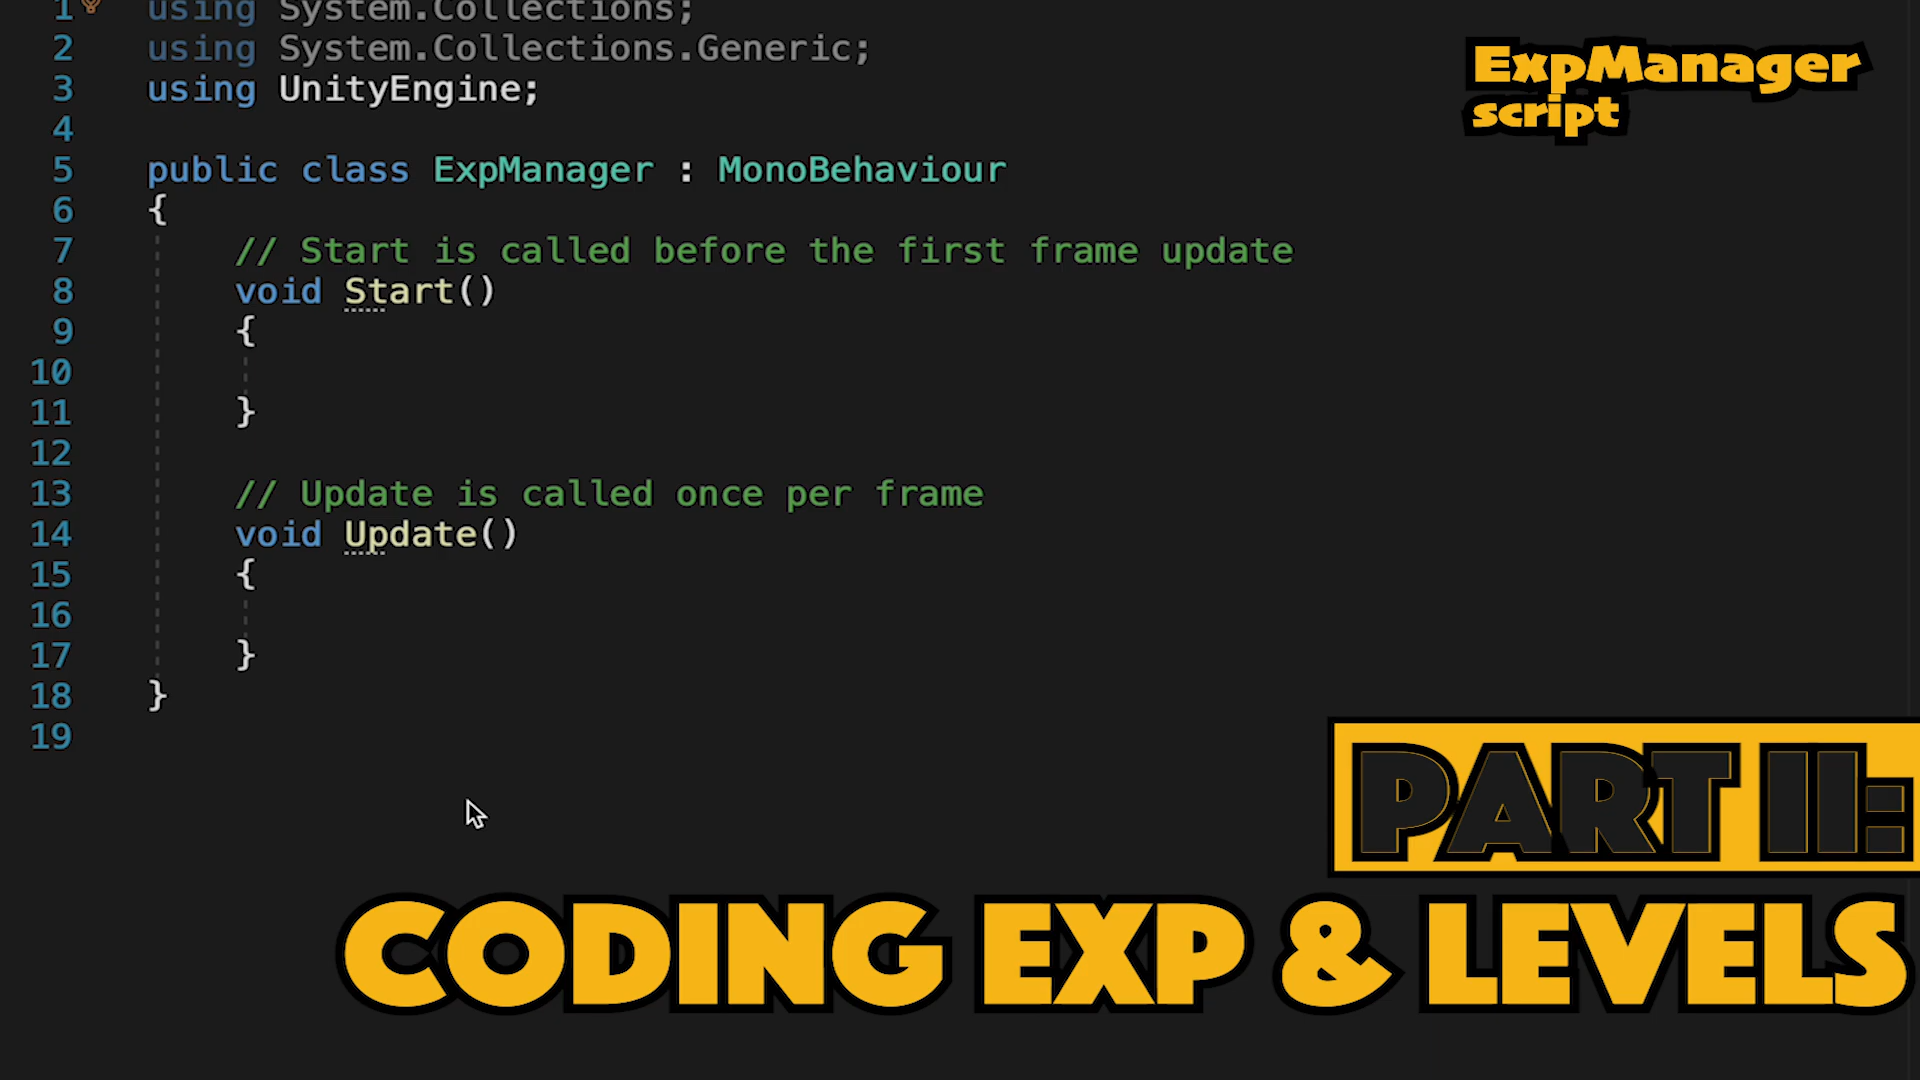 1 using System.Collections;
2 using System.Collections.Generic;
3 using UnityEngine;
4
5 public class ExpManager : MonoBehaviour
6 {
7 // Start is called before the first frame update
8 void Start()
9 {
10
11 }
12
13 // Update is called once per frame
14 void Update()
15 {
16
17 }
18 }
19
ExpManager
script
PART II:
CODING EXP & LEVELS